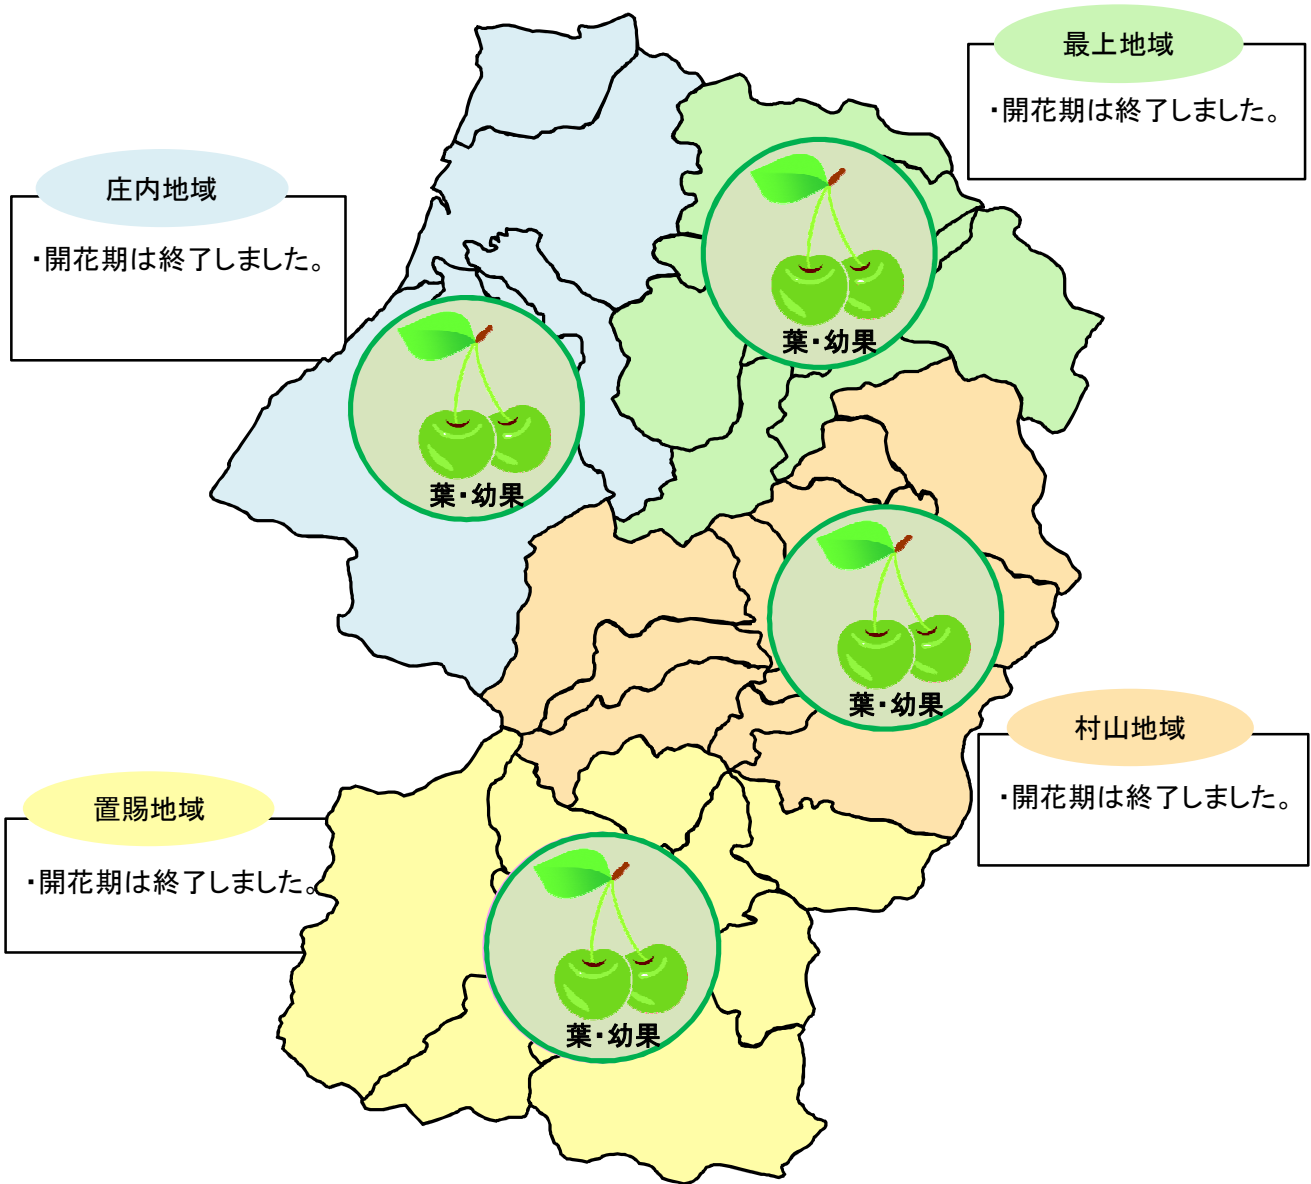 最上地域
・開花期は終了しました。
庄内地域
・開花期は終了しました。
葉・幼果
葉・幼果
葉・幼果
村山地域
・開花期は終了しました。
置賜地域
・開花期は終了しました。
葉・幼果